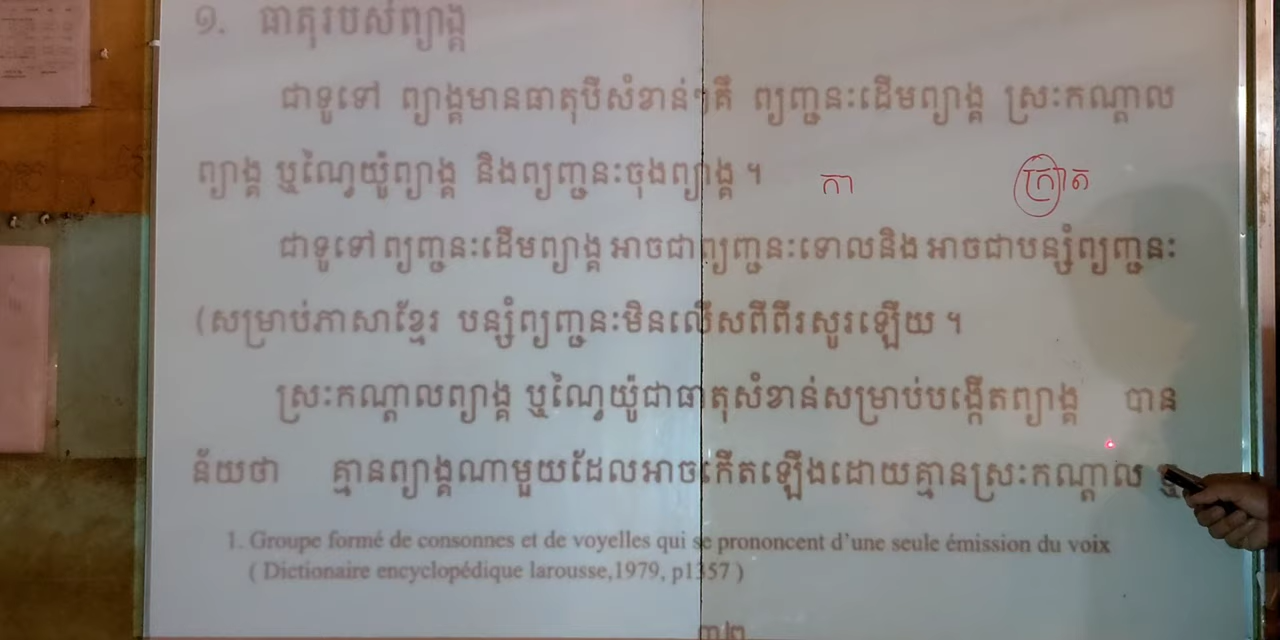 ១. ធាតុរបស់ព្យាង្គ
ជាទូទៅ ព្យាង្គមានធាតុបីសំខាន់ៗគឺ ព្យញ្ជនៈដើមព្យាង្គ ស្រៈកណ្តាល
ព្យាង្គ ឬណៃយ៉ូព្យាង្គ និងព្យញ្ជនៈចុងព្យាង្គ ។
កា
ជាទូទៅ ព្យញ្ជនៈដើមព្យាង្គ អាចជាព្យញ្ជនៈទោលនិង អាចជាបន្សំព្យញ្ជនៈ
(សម្រាប់ភាសាខ្មែរ បន្សំព្យញ្ជនៈមិនលើសពីពីរសូរឡើយ ។
ស្រៈកណ្តាលព្យាង្គ ឬណៃយ៉ូជាធាតុសំខាន់សម្រាប់បង្កើតព្យាង្គ បាន
ន័យថា គ្មានព្យាង្គណាមួយដែលអាចកើតឡើងដោយគ្មានស្រៈកណ្តាល ឬ
1. Groupe formé de consonnes et de voyelles qui se prononcent d'une seule émission du voix
( Dictionaire encyclopédique larousse,1979, p1357 )